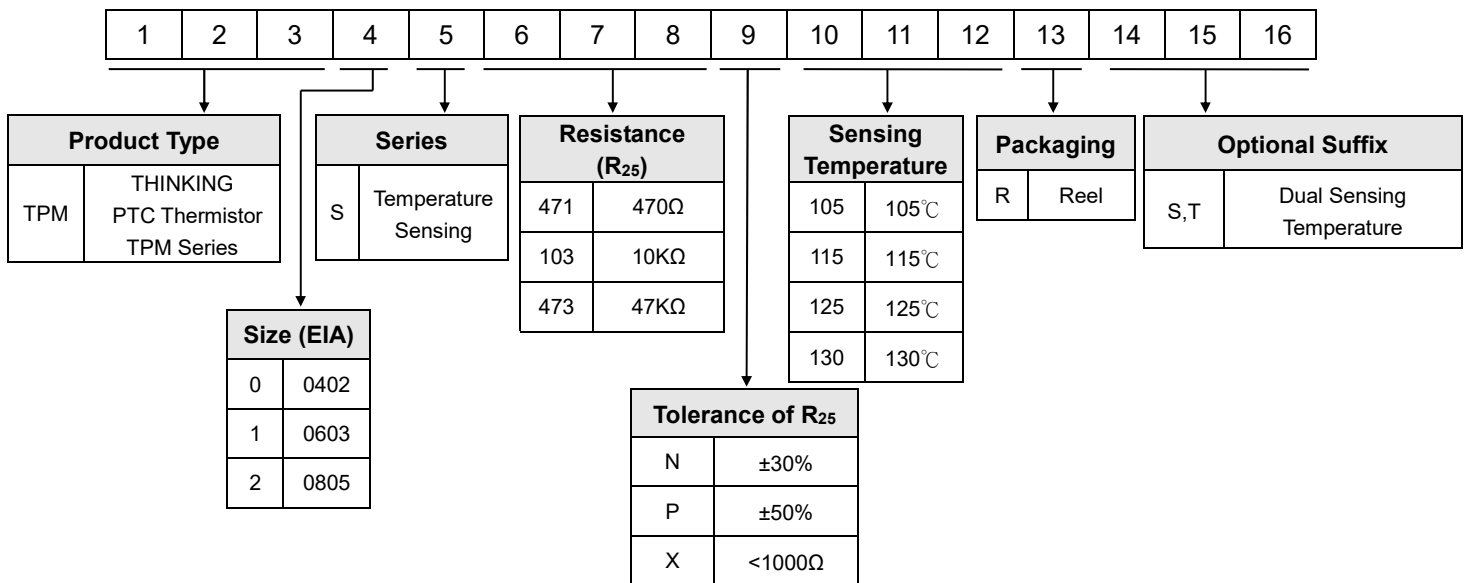 1 2 3 4 5 6 7 8 9 10 11 12 13 14 15 16
Product Type
TPM THINKING
PTC Thermistor
TPM Series
Size (EIA)
0 0402
1 0603
2 0805
Series
S Temperature
Sensing
Resistance
(R25)
471 470Ω
103 10KΩ
473 47KΩ
Tolerance of R25
N ±30%
P ±50%
X <1000Ω
Sensing
Temperature
105 105℃
115 115℃
125 125℃
130 130℃
Packaging
R Reel
Optional Suffix
S,T Dual Sensing
Temperature